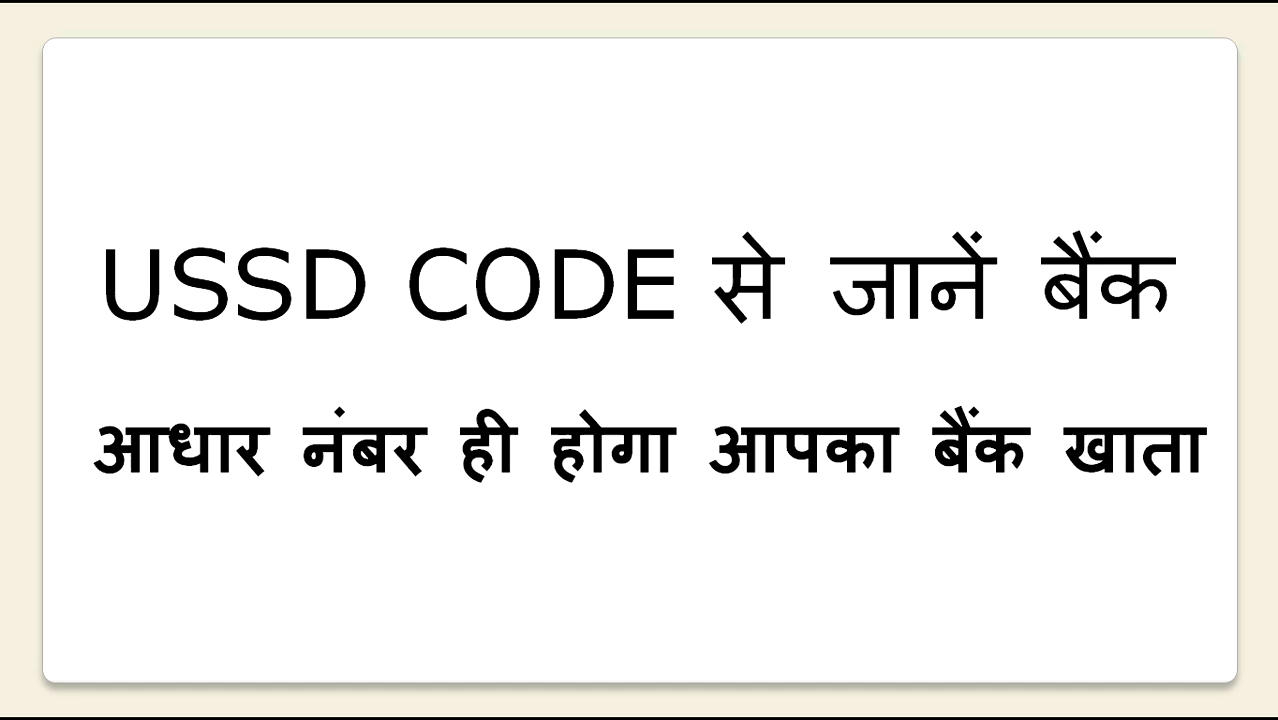 USSD CODE से जानें बैंक
आधार नंबर ही होगा आपका बैंक खाता